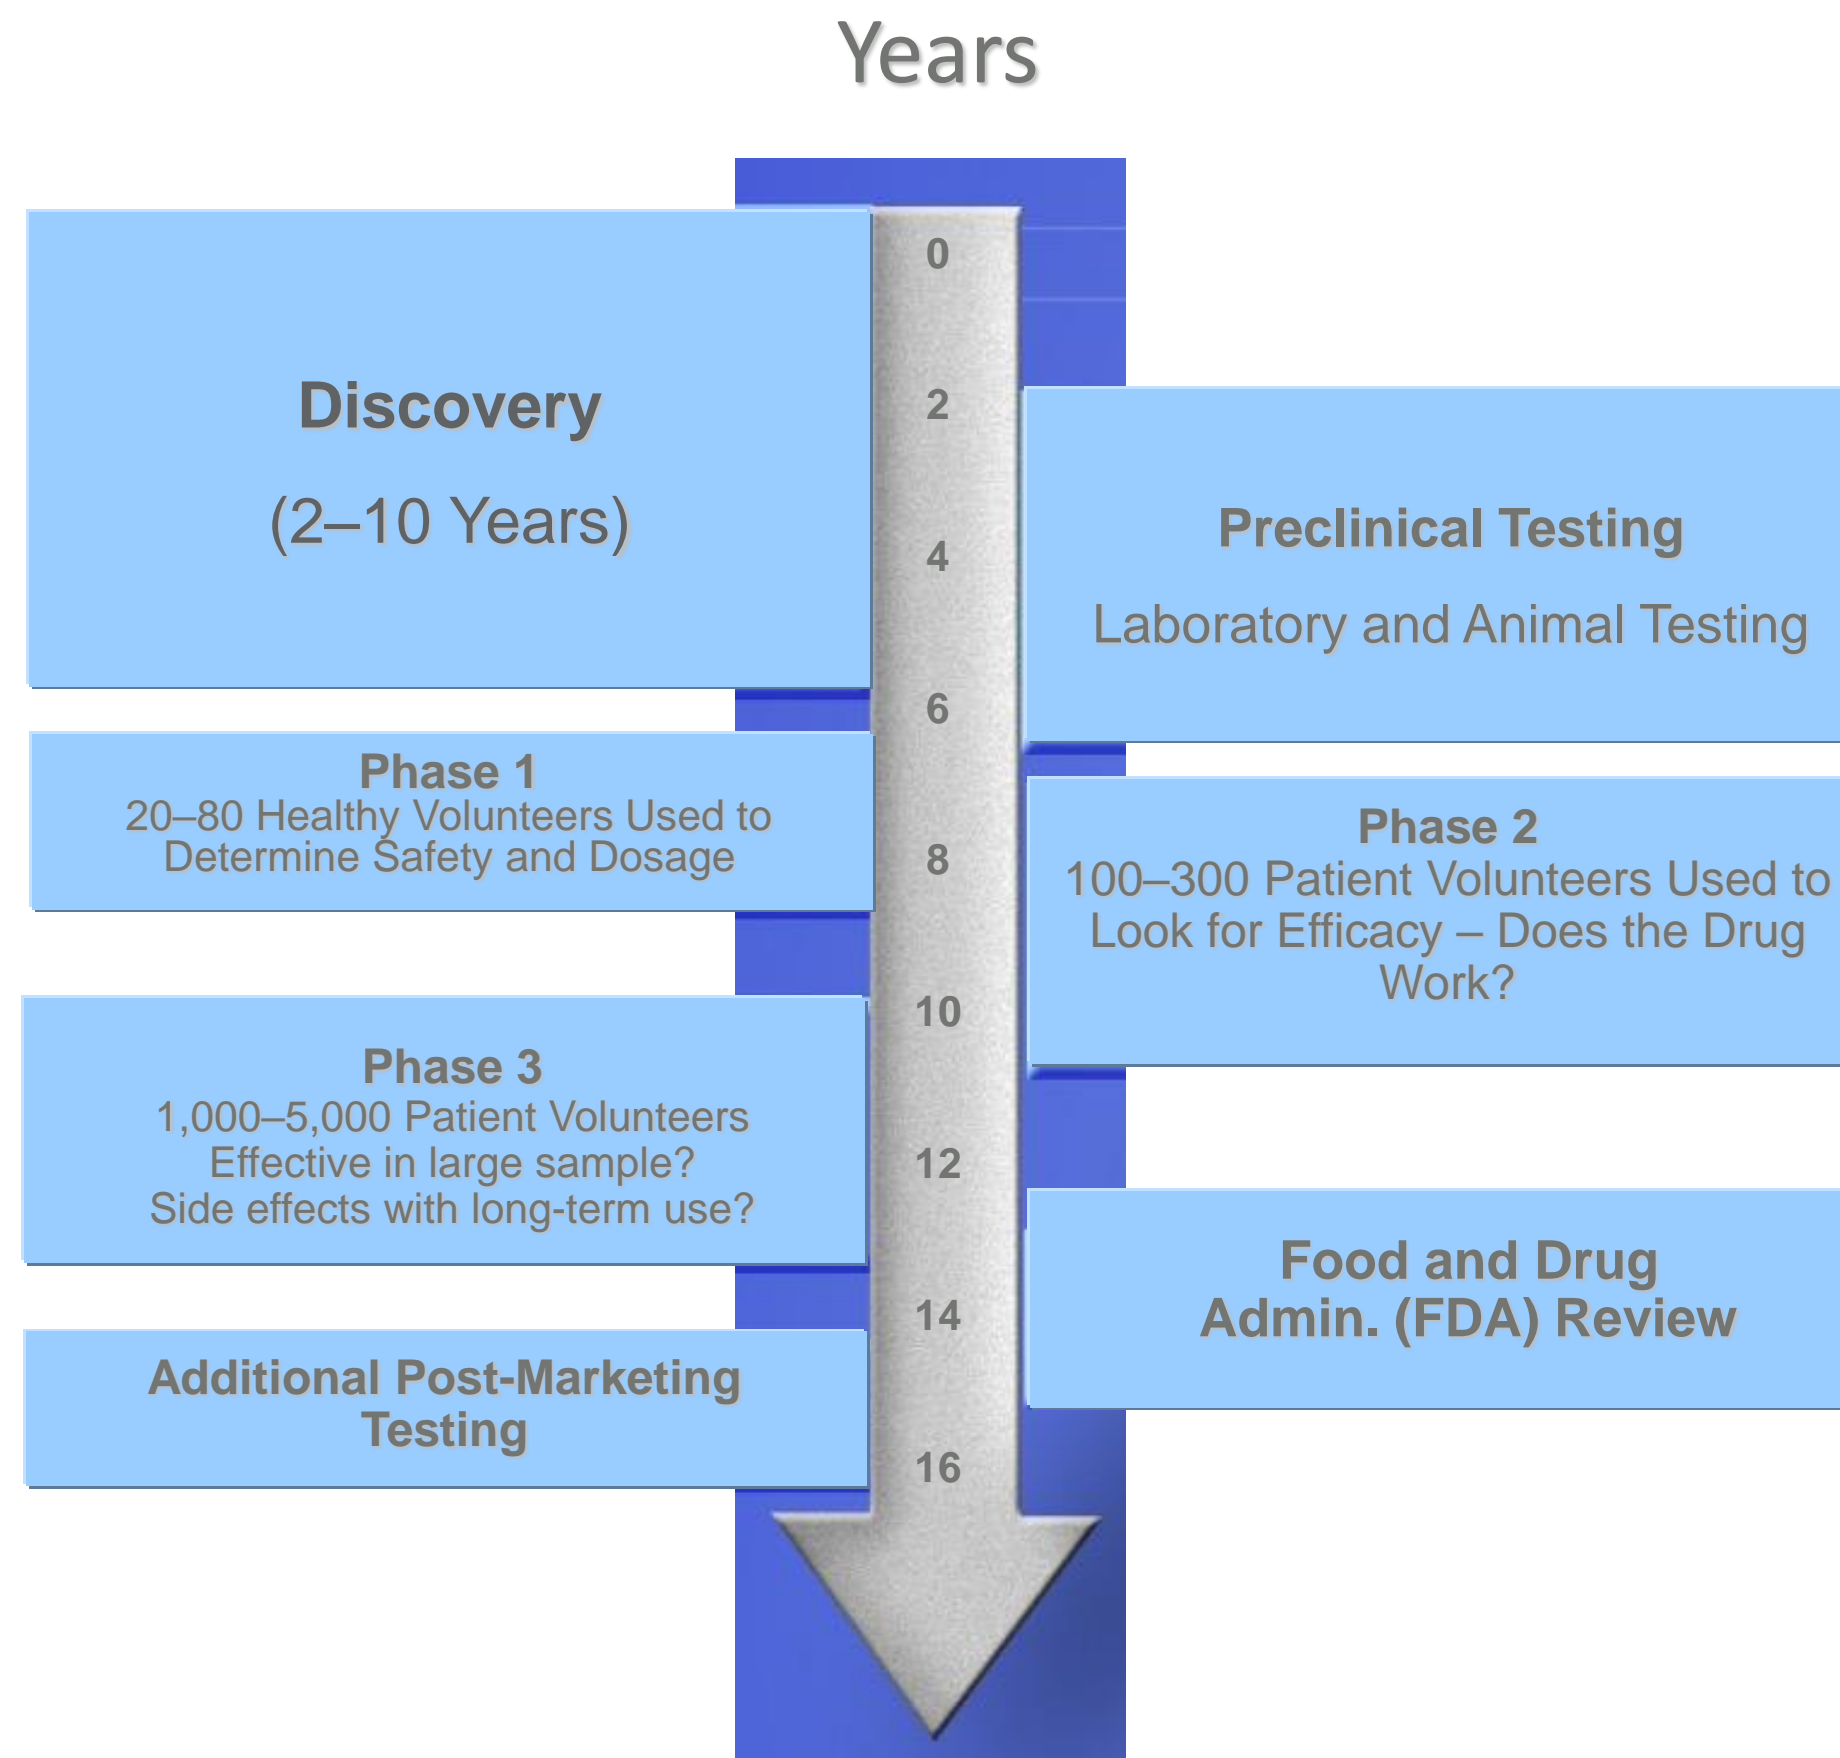 Years
Discovery
(2–10 Years)
Preclinical Testing
Laboratory and Animal Testing
Phase 1
20–80 Healthy Volunteers Used to
Determine Safety and Dosage
Phase 2
100–300 Patient Volunteers Used to
Look for Efficacy – Does the Drug
Work?
Phase 3
1,000–5,000 Patient Volunteers
Effective in large sample?
Side effects with long-term use?
Food and Drug
Admin. (FDA) Review
Additional Post-Marketing
Testing
0
2
4
6
8
10
12
14
16